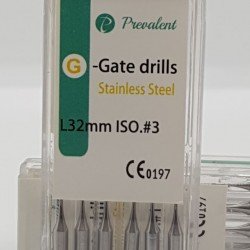 Prevalent
G -Gate drills
Stainless Steel
L32mm ISO.#3
CE0197